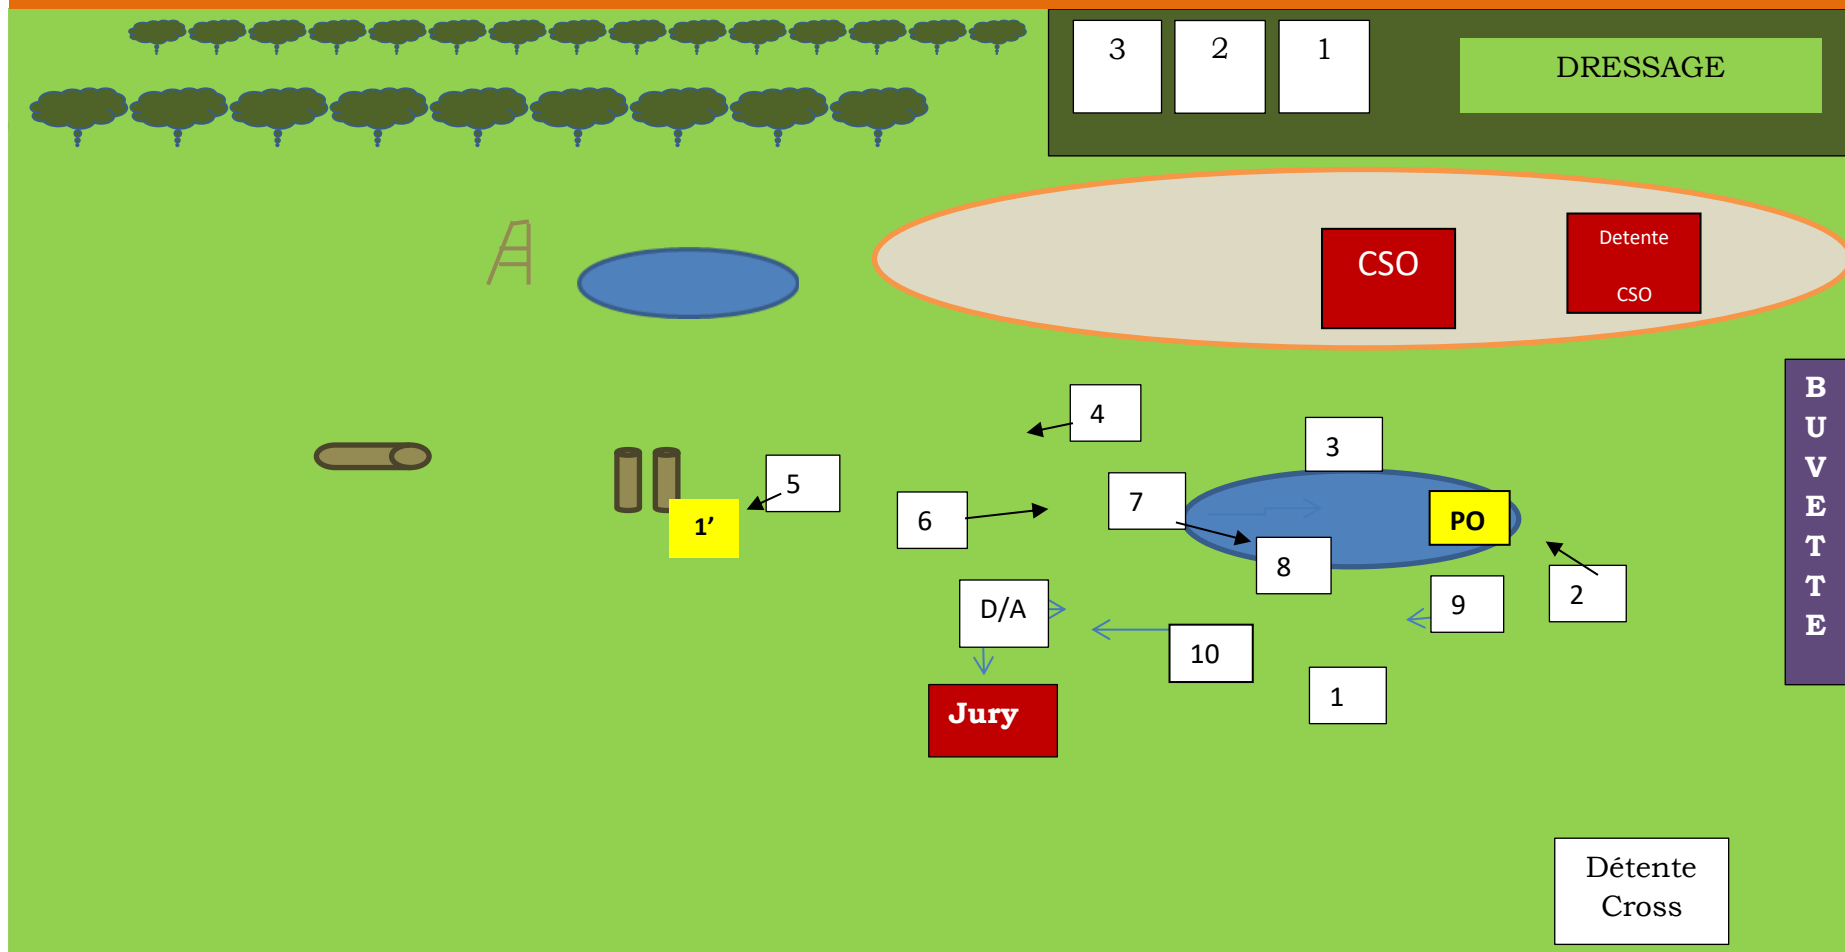 3
2
1
DRESSAGE
CSO
Detente
CSO
B
U
V
E
T
T
E
4
3
5
7
6
1’
PO
8
2
9
D/A
10
1
Jury
Détente
Cross